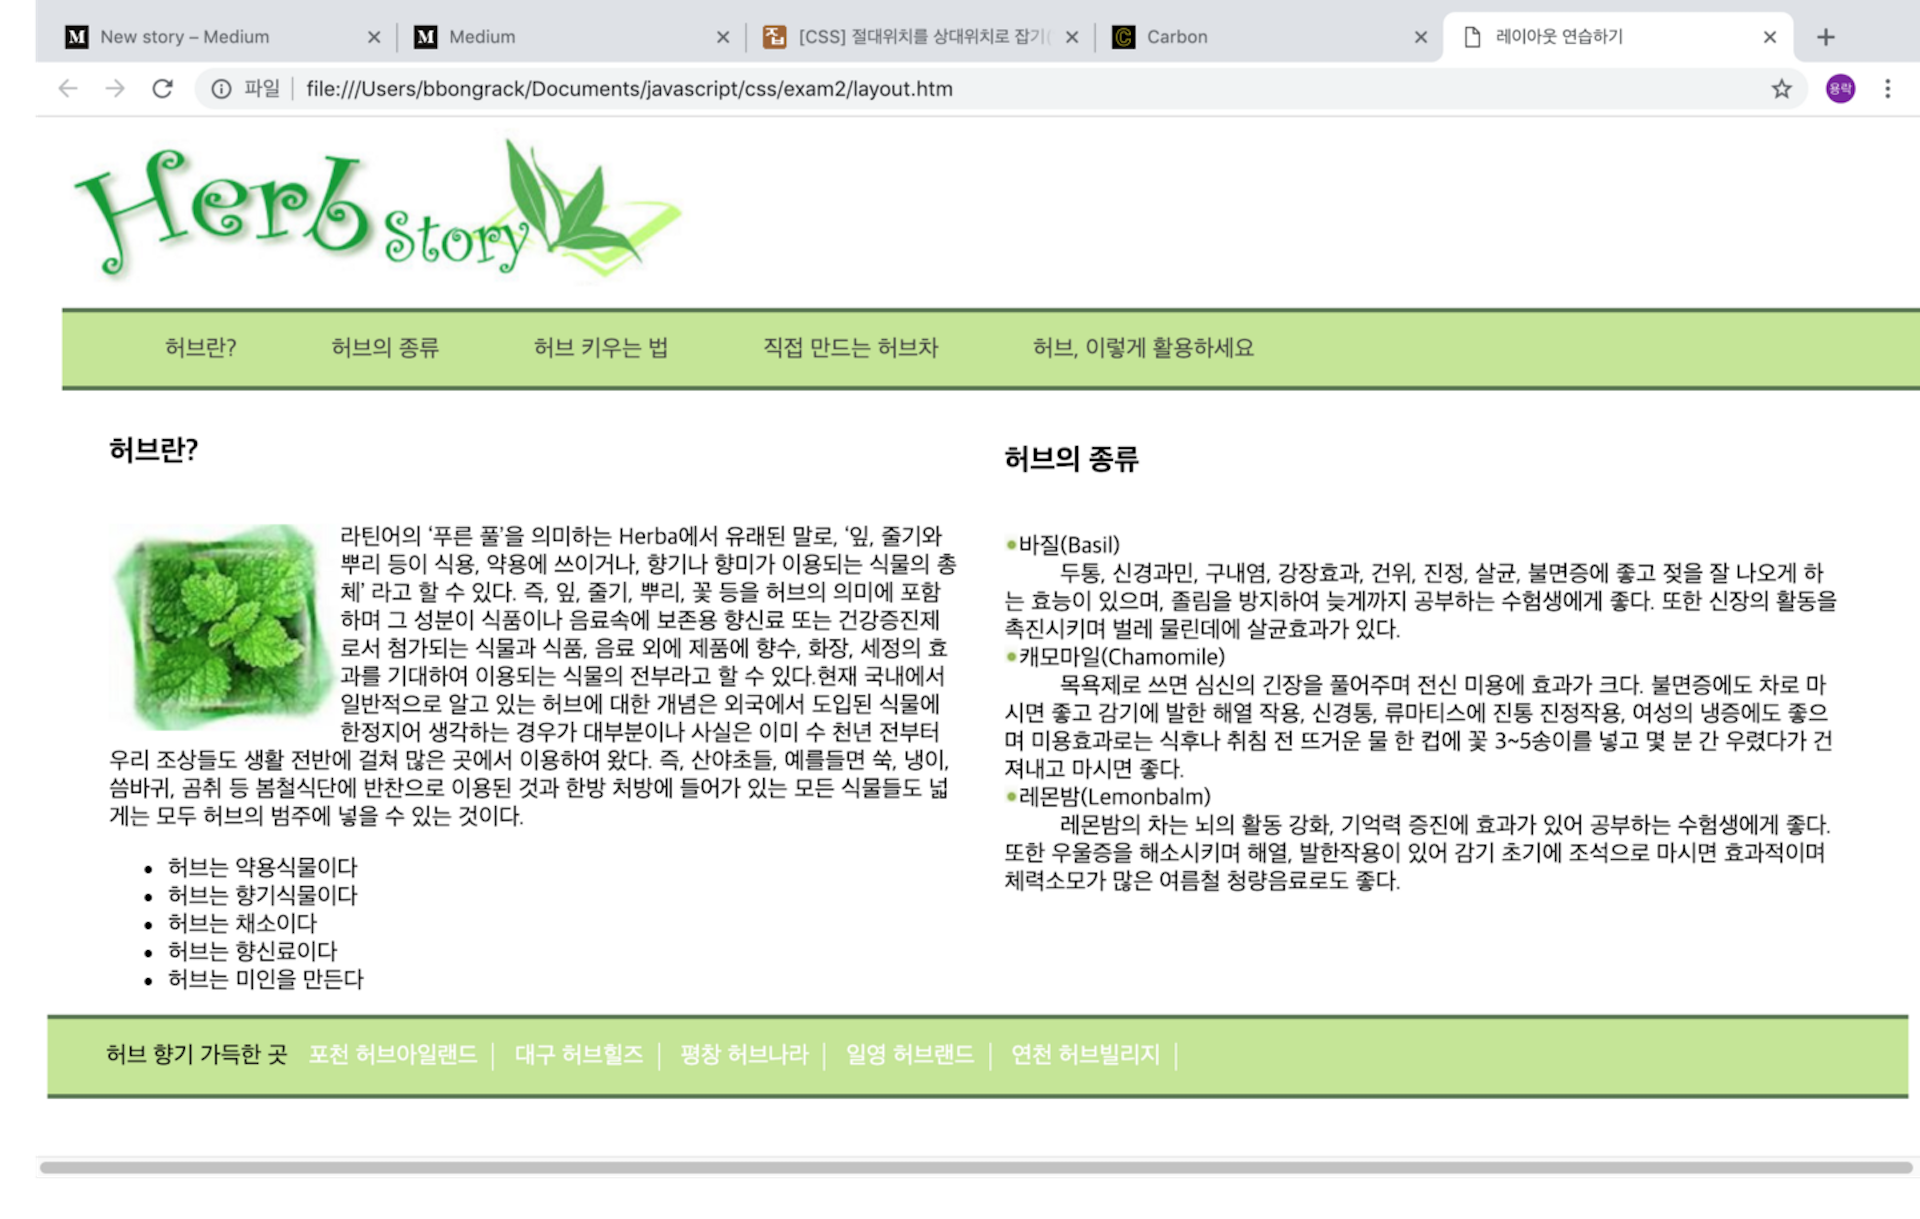 New story – Medium
Medium
[CSS] 절대위치를 상대위치로 잡기(
Carbon
레이아웃 연습하기
파일 | file:///Users/bbongrack/Documents/javascript/css/exam2/layout.htm
용락
Herb Story
허브란? 허브의 종류 허브 키우는 법 직접 만드는 허브차 허브, 이렇게 활용하세요
허브란?
라틴어의 ‘푸른 풀’을 의미하는 Herba에서 유래된 말로, ‘잎, 줄기와
뿌리 등이 식용, 약용에 쓰이거나, 향기나 향미가 이용되는 식물의 총
체’ 라고 할 수 있다. 즉, 잎, 줄기, 뿌리, 꽃 등을 허브의 의미에 포함
하며 그 성분이 식품이나 음료속에 보존용 향신료 또는 건강증진제
로서 첨가되는 식물과 식품, 음료 외에 제품에 향수, 화장, 세정의 효
과를 기대하여 이용되는 식물의 전부라고 할 수 있다.현재 국내에서
일반적으로 알고 있는 허브에 대한 개념은 외국에서 도입된 식물에
한정지어 생각하는 경우가 대부분이나 사실은 이미 수 천년 전부터
우리 조상들도 생활 전반에 걸쳐 많은 곳에서 이용하여 왔다. 즉, 산야초들, 예를들면 쑥, 냉이,
씀바귀, 곰취 등 봄철식단에 반찬으로 이용된 것과 한방 처방에 들어가 있는 모든 식물들도 넓
게는 모두 허브의 범주에 넣을 수 있는 것이다.
• 허브는 약용식물이다
• 허브는 향기식물이다
• 허브는 채소이다
• 허브는 향신료이다
• 허브는 미인을 만든다
허브의 종류
바질(Basil)
두통, 신경과민, 구내염, 강장효과, 건위, 진정, 살균, 불면증에 좋고 젖을 잘 나오게 하
는 효능이 있으며, 졸림을 방지하여 늦게까지 공부하는 수험생에게 좋다. 또한 신장의 활동을
촉진시키며 벌레 물린데에 살균효과가 있다.
캐모마일(Chamomile)
목욕제로 쓰면 심신의 긴장을 풀어주며 전신 미용에 효과가 크다. 불면증에도 차로 마
시면 좋고 감기에 발한 해열 작용, 신경통, 류마티스에 진통 진정작용, 여성의 냉증에도 좋으
며 미용효과로는 식후나 취침 전 뜨거운 물 한 컵에 꽃 3~5송이를 넣고 몇 분 간 우렸다가 건
져내고 마시면 좋다.
레몬밤(Lemonbalm)
레몬밤의 차는 뇌의 활동 강화, 기억력 증진에 효과가 있어 공부하는 수험생에게 좋다.
또한 우울증을 해소시키며 해열, 발한작용이 있어 감기 초기에 조석으로 마시면 효과적이며
체력소모가 많은 여름철 청량음료로도 좋다.
허브 향기 가득한 곳 포천 허브아일랜드 | 대구 허브힐즈 | 평창 허브나라 | 일영 허브랜드 | 연천 허브빌리지 |